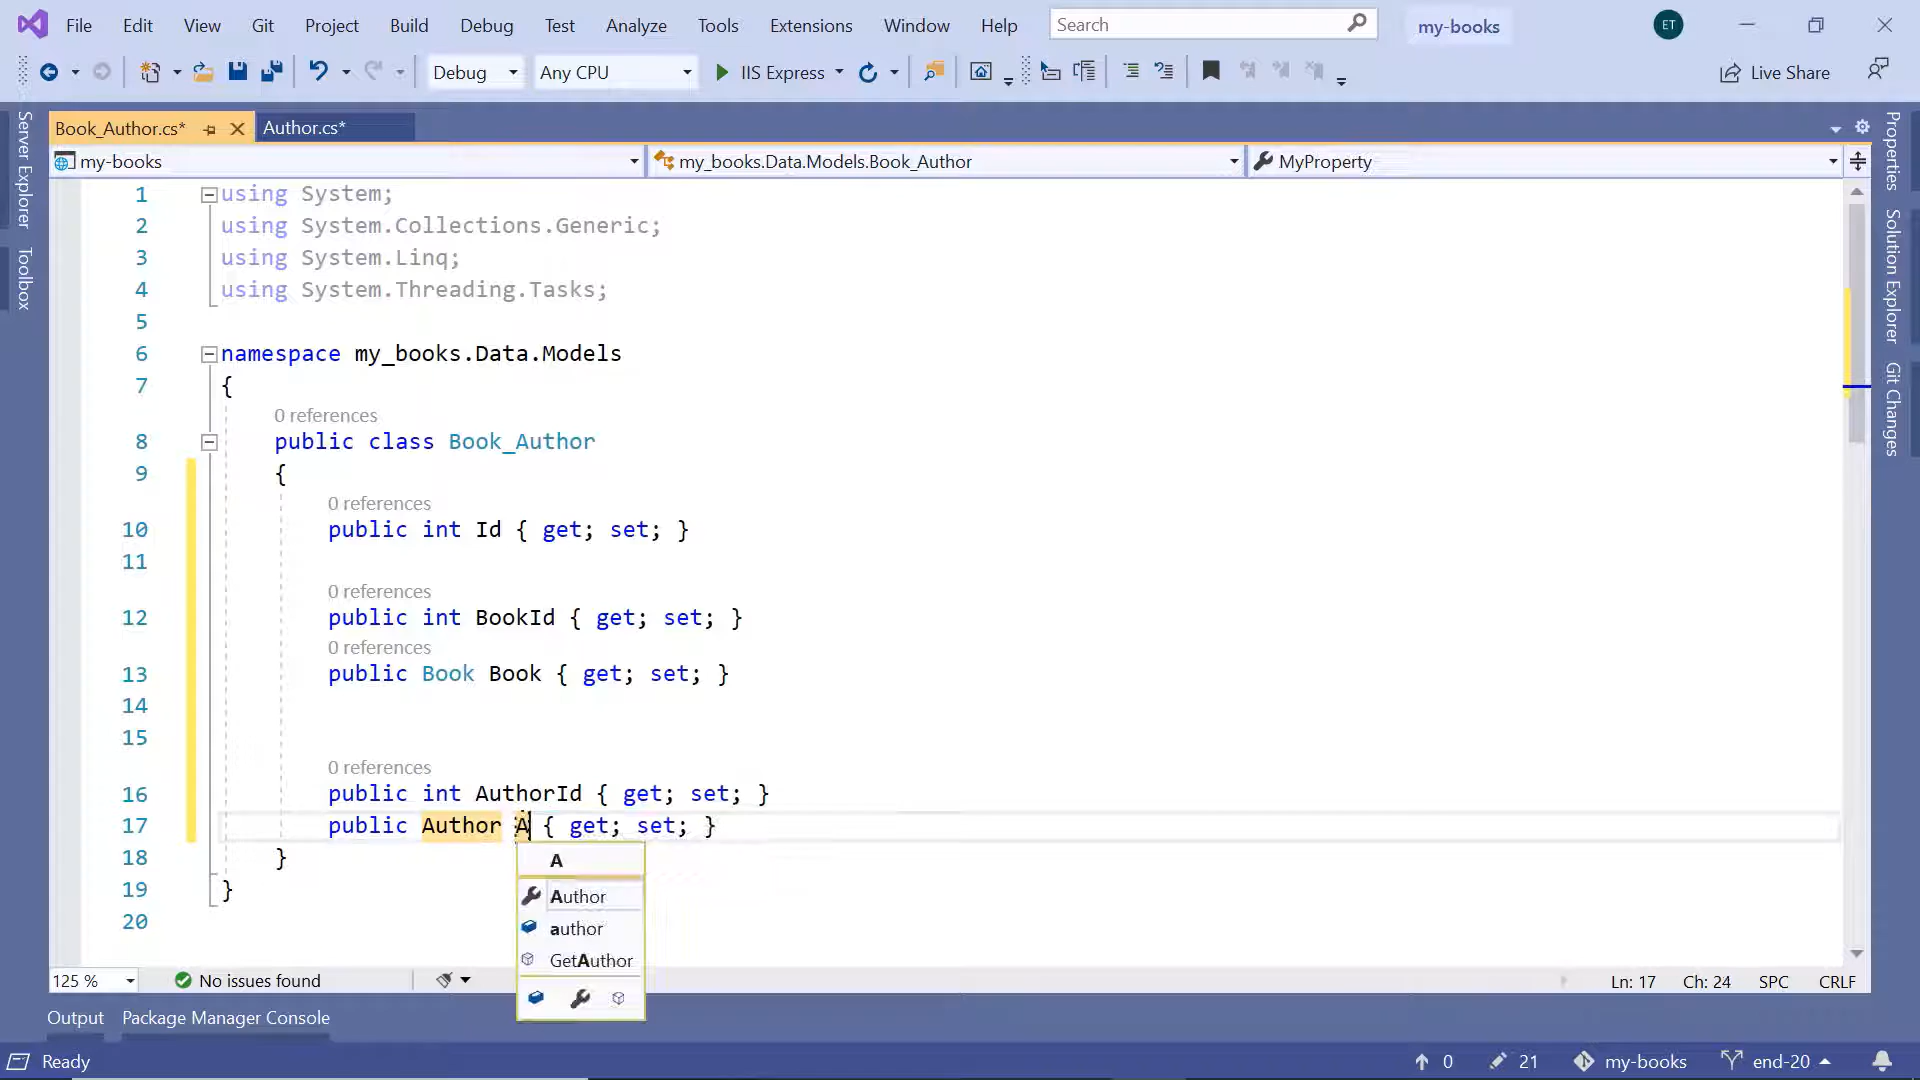 File Edit View Git Project Build Debug Test Analyze Tools Extensions Window Help Search my-books ET
Debug Any CPU IIS Express Live Share
Book_Author.cs* Author.cs*
my-books my_books.Data.Models.Book_Author MyProperty
Server Explorer
Toolbox
Properties
Solution Explorer
Git Changes
1 using System;
2 using System.Collections.Generic;
3 using System.Linq;
4 using System.Threading.Tasks;
5
6 namespace my_books.Data.Models
7 {
0 references
8 public class Book_Author
9 {
0 references
10 public int Id { get; set; }
11
0 references
12 public int BookId { get; set; }
0 references
13 public Book Book { get; set; }
14
15
0 references
16 public int AuthorId { get; set; }
17 public Author A { get; set; }
18 }
19 }
20
A
Author
author
GetAuthor
125 % No issues found Ln: 17 Ch: 24 SPC CRLF
Output Package Manager Console
Ready 0 21 my-books end-20